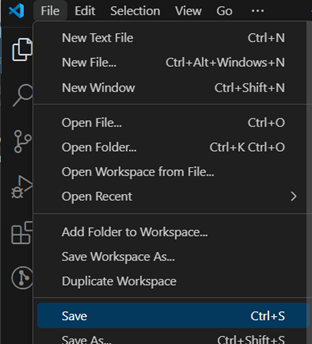 File Edit Selection View Go ...
New Text File Ctrl+N
New File... Ctrl+Alt+Windows+N
New Window Ctrl+Shift+N
Open File... Ctrl+O
Open Folder... Ctrl+K Ctrl+O
Open Workspace from File...
Open Recent
Add Folder to Workspace...
Save Workspace As...
Duplicate Workspace
Save Ctrl+S
Save As... Ctrl+Shift+S